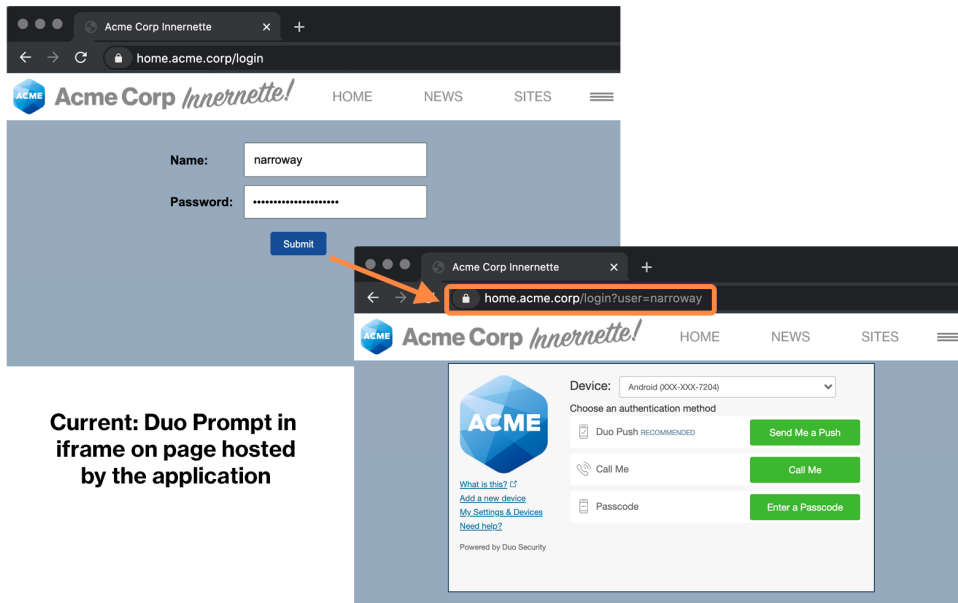 Acme Corp Innernette
home.acme.corp/login
ACME Acme Corp Innernette! HOME NEWS SITES
Name: narroway
Password: •••••••••••••••••••••
Submit
Acme Corp Innernette
home.acme.corp/login?user=narroway
ACME Acme Corp Innernette! HOME NEWS SITES
ACME
What is this?
Add a new device
My Settings & Devices
Need help?
Powered by Duo Security
Device: Android (XXX-XXX-7204)
Choose an authentication method
Duo Push RECOMMENDED Send Me a Push
Call Me Call Me
Passcode Enter a Passcode
Current: Duo Prompt in
iframe on page hosted
by the application